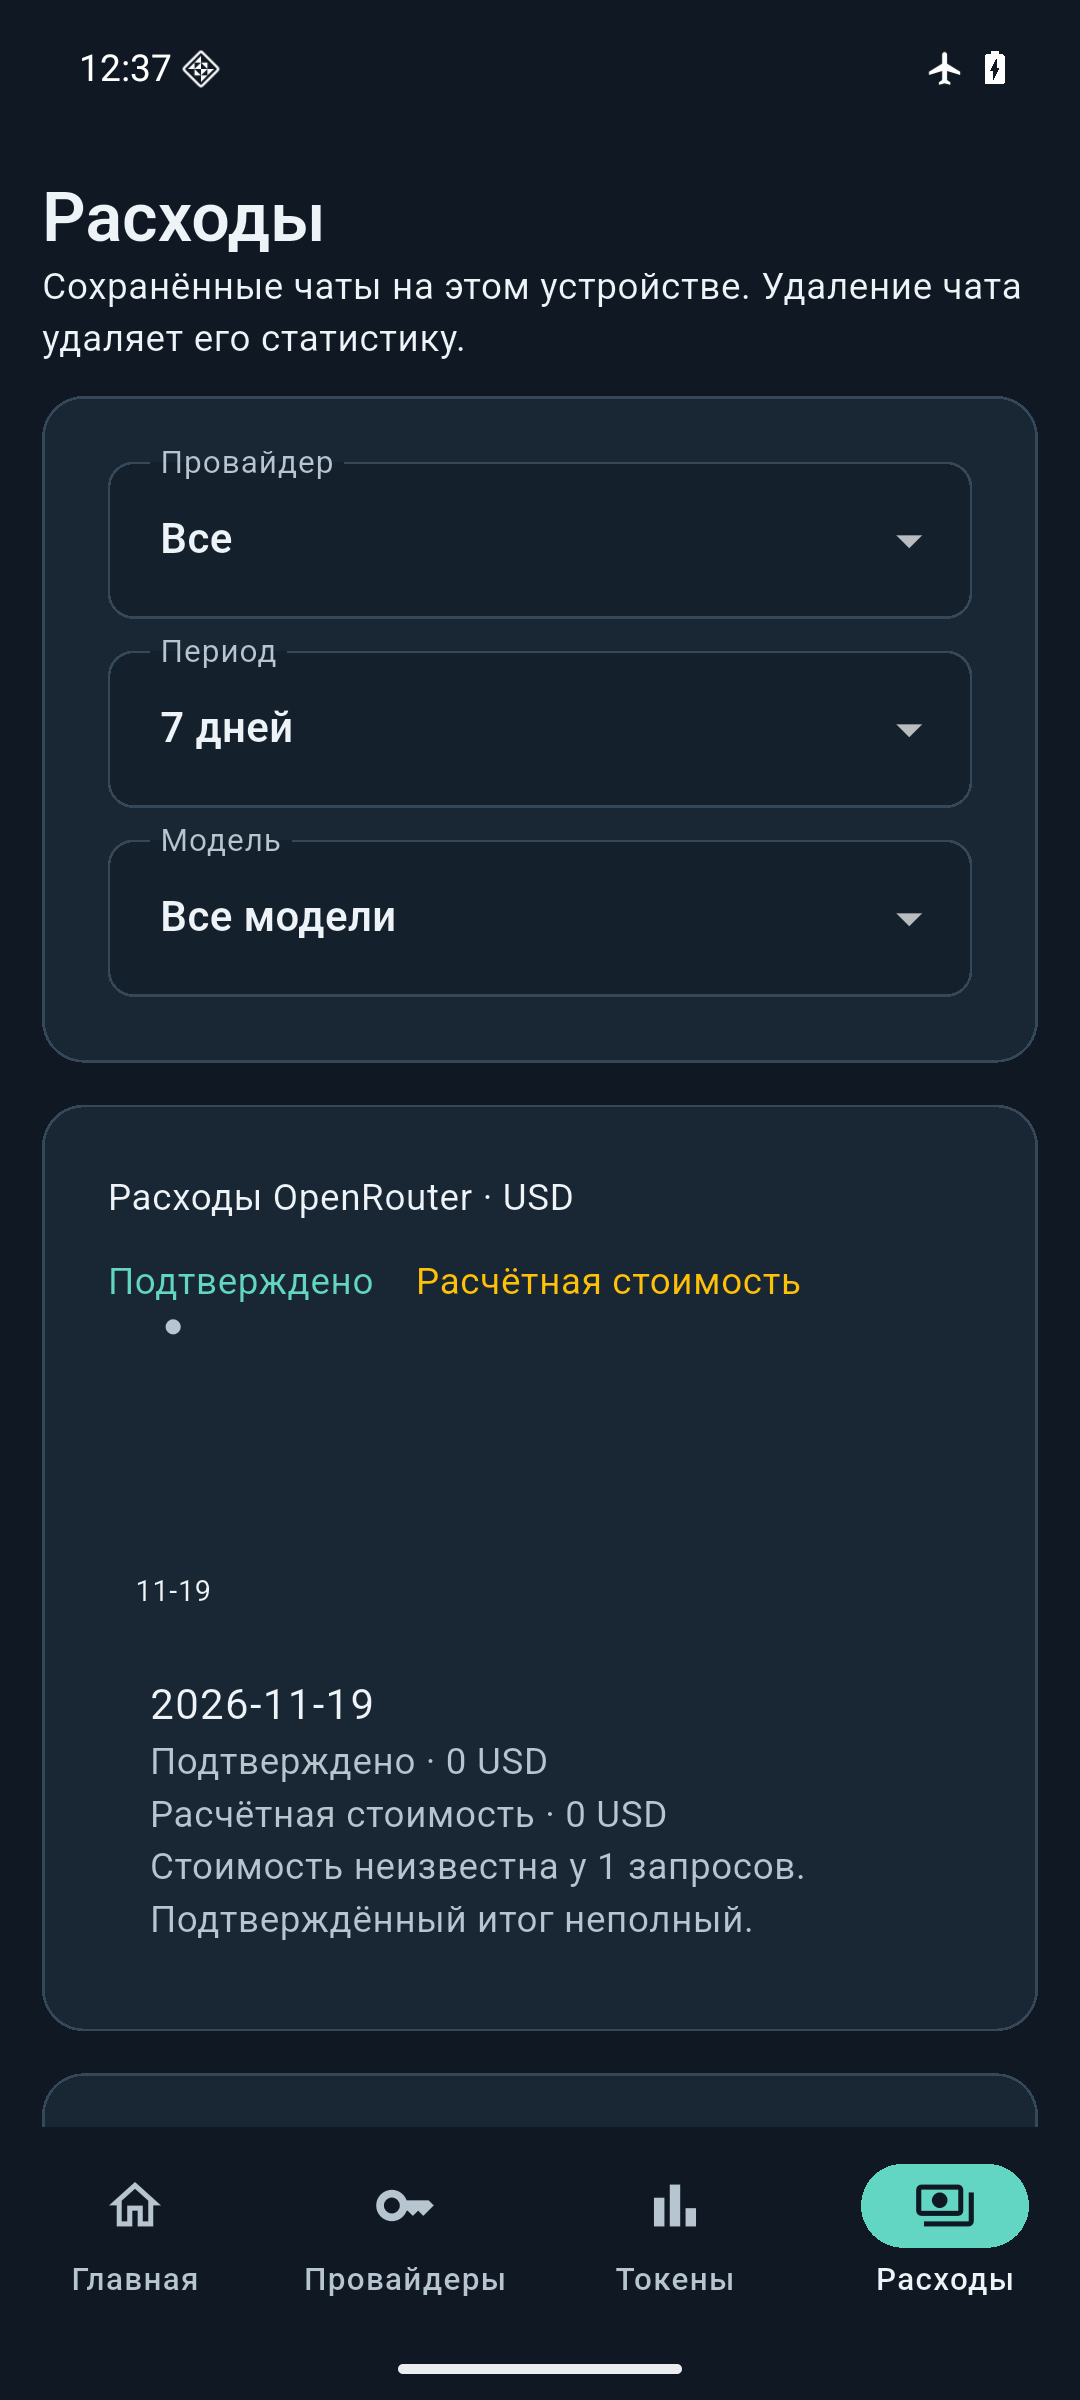 12:37
Расходы
Сохранённые чаты на этом устройстве. Удаление чата
удаляет его статистику.
Провайдер
Все
Период
7 дней
Модель
Все модели
Расходы OpenRouter · USD
Подтверждено Расчётная стоимость
11-19
2026-11-19
Подтверждено · 0 USD
Расчётная стоимость · 0 USD
Стоимость неизвестна у 1 запросов.
Подтверждённый итог неполный.
Главная Провайдеры Токены Расходы